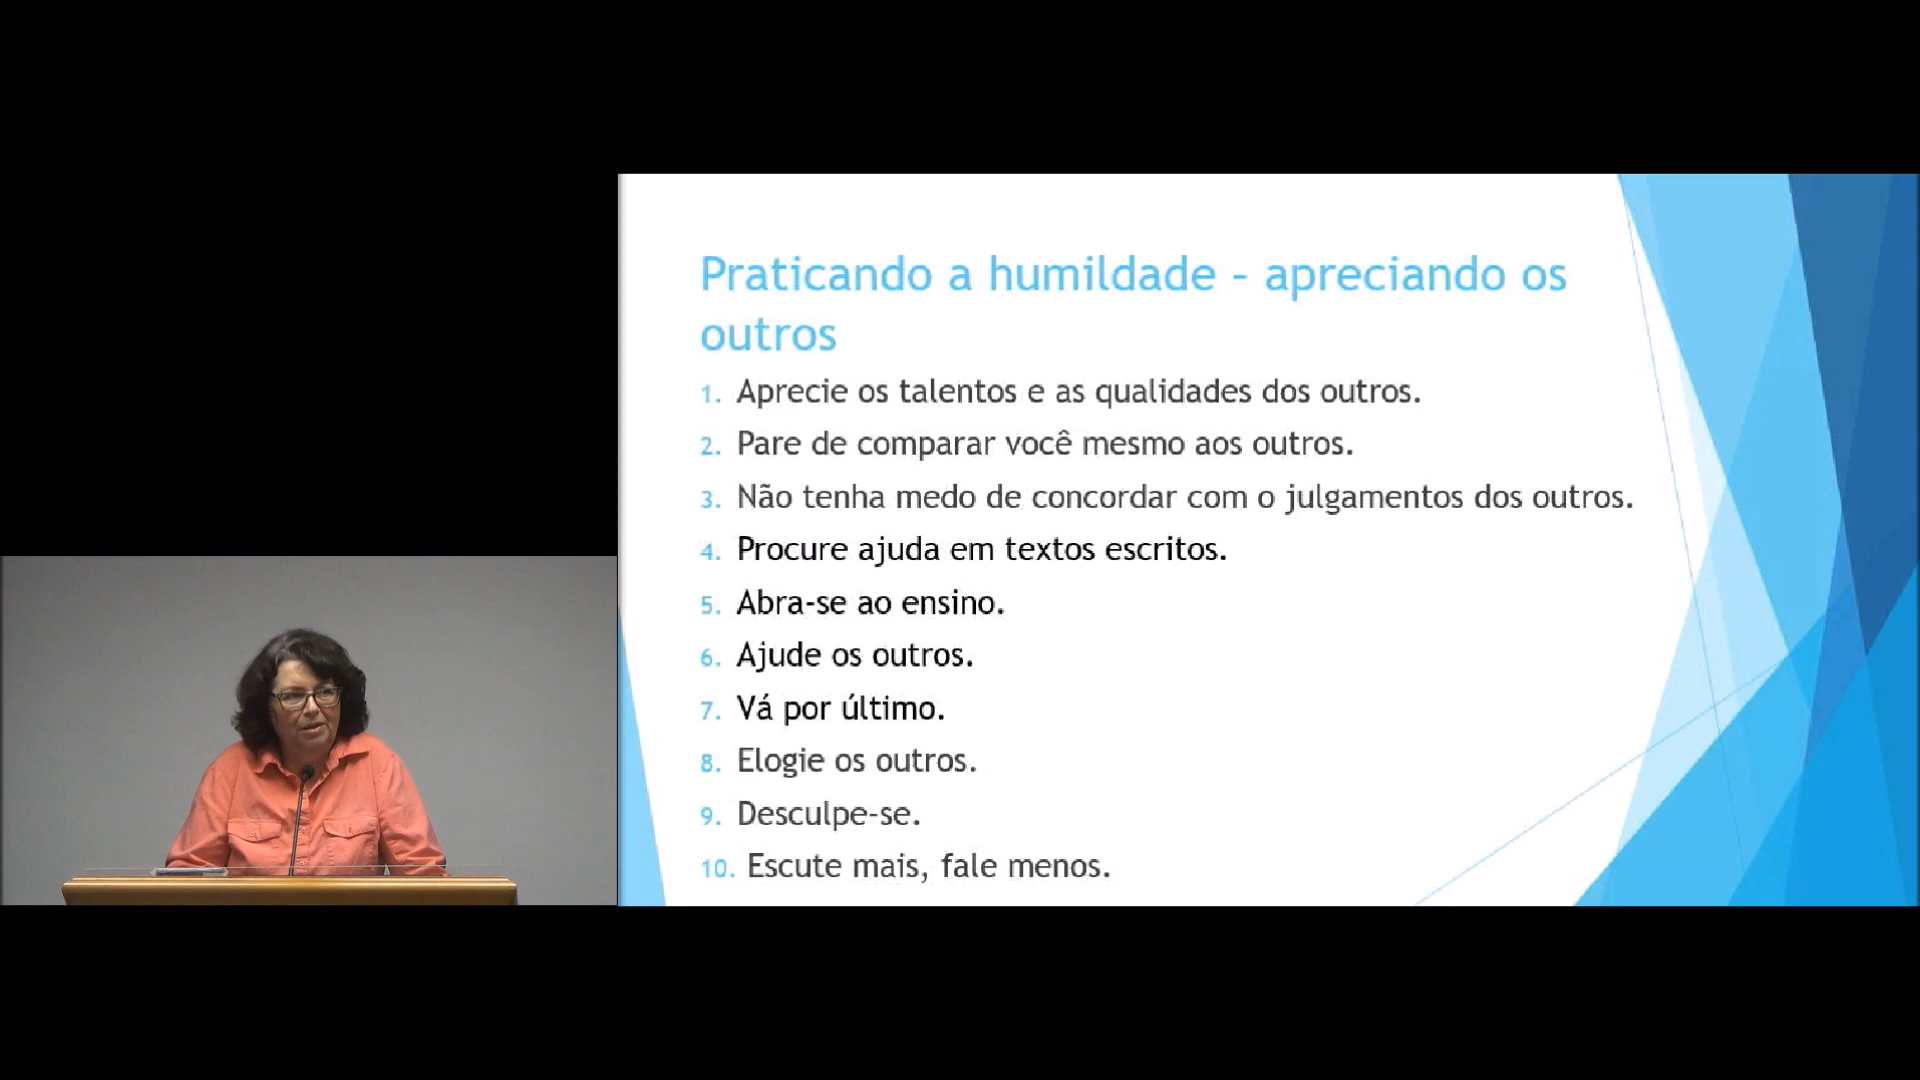 Praticando a humildade – apreciando os
outros
1. Aprecie os talentos e as qualidades dos outros.
2. Pare de comparar você mesmo aos outros.
3. Não tenha medo de concordar com o julgamentos dos outros.
4. Procure ajuda em textos escritos.
5. Abra-se ao ensino.
6. Ajude os outros.
7. Vá por último.
8. Elogie os outros.
9. Desculpe-se.
10. Escute mais, fale menos.